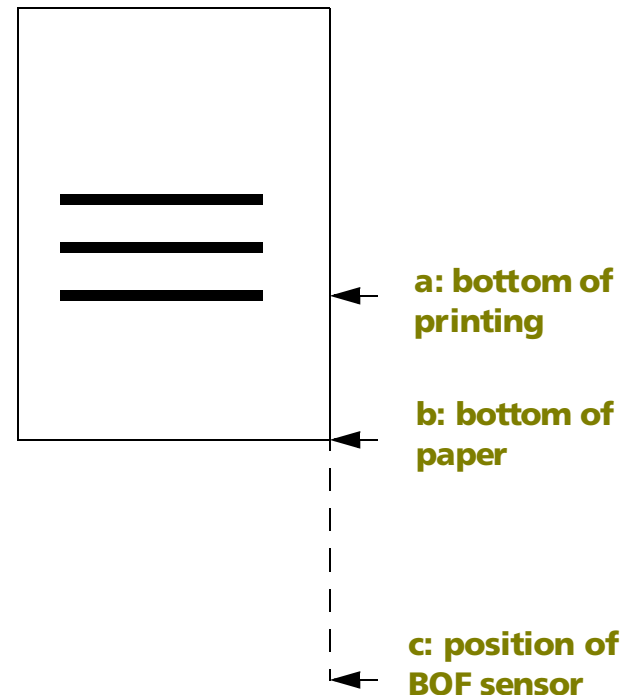 a: bottom of
printing
b: bottom of
paper
c: position of
BOF sensor